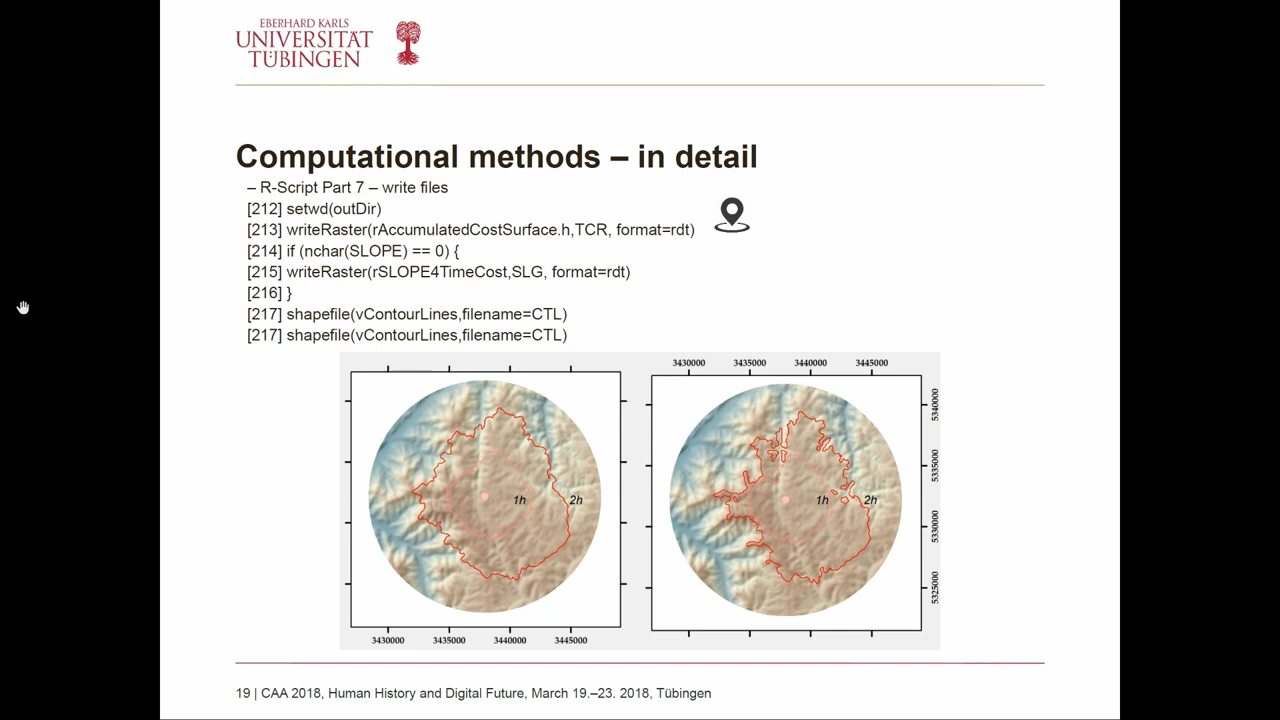 EBERHARD KARLS
UNIVERSITÄT
TÜBINGEN
Computational methods – in detail
– R-Script Part 7 – write files
[212] setwd(outDir)
[213] writeRaster(rAccumulatedCostSurface.h,TCR, format=rdt)
[214] if (nchar(SLOPE) == 0) {
[215] writeRaster(rSLOPE4TimeCost,SLG, format=rdt)
[216] }
[217] shapefile(vContourLines,filename=CTL)
[217] shapefile(vContourLines,filename=CTL)
1h 2h
3430000 3435000 3440000 3445000
3430000 3435000 3440000 3445000
1h 2h
5340000
5335000
5330000
5325000
19 | CAA 2018, Human History and Digital Future, March 19.–23. 2018, Tübingen